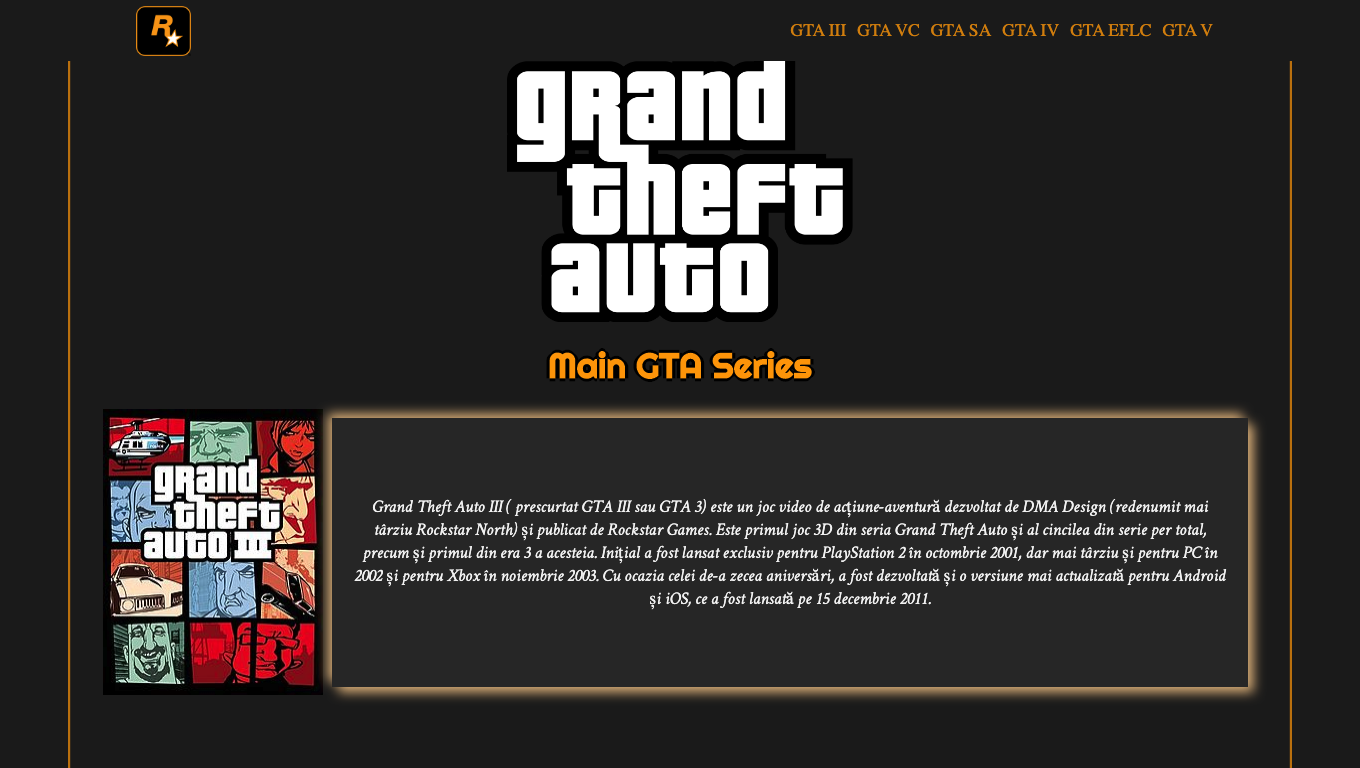 R
GTA III GTA VC GTA SA GTA IV GTA EFLC GTA V
grand
theft
auto
Main GTA Series
grand
theft
auto III
Grand Theft Auto III ( prescurtat GTA III sau GTA 3) este un joc video de acțiune-aventură dezvoltat de DMA Design (redenumit mai
târziu Rockstar North) și publicat de Rockstar Games. Este primul joc 3D din seria Grand Theft Auto și al cincilea din serie per total,
precum și primul din era 3 a acesteia. Inițial a fost lansat exclusiv pentru PlayStation 2 în octombrie 2001, dar mai târziu și pentru PC în
2002 și pentru Xbox în noiembrie 2003. Cu ocazia celei de-a zecea aniversări, a fost dezvoltată și o versiune mai actualizată pentru Android
și iOS, ce a fost lansată pe 15 decembrie 2011.